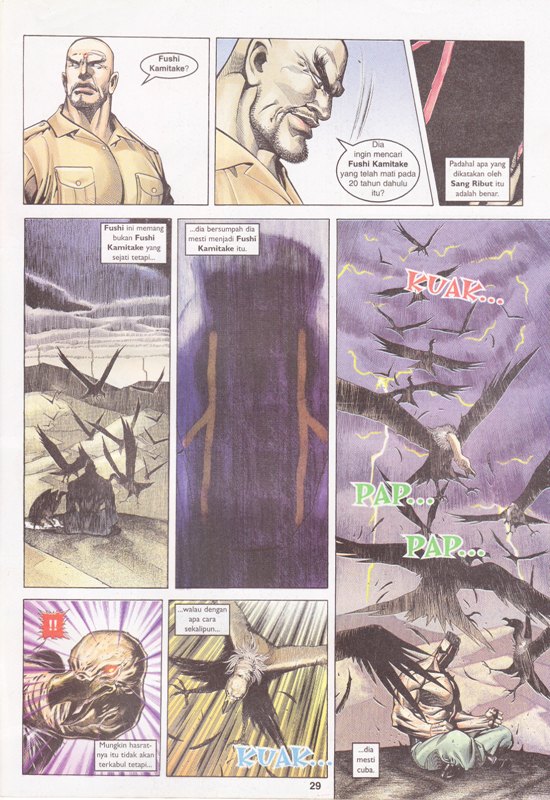 Fushi
Kamitake?
Dia
ingin mencari
Fushi Kamitake
yang telah mati pada
20 tahun dahulu
itu?
Padahal apa yang
dikatakan oleh
Sang Ribut itu
adalah benar.
Fushi ini memang
bukan Fushi
Kamitake yang
sejati tetapi...
...dia bersumpah dia
mesti menjadi Fushi
Kamitake itu.
KUAK...
PAP...
PAP...
!!
Mungkin hasrat-
nya itu tidak akan
terkabul tetapi...
...walau dengan
apa cara
sekalipun...
KUAK...
...dia
mesti
cuba.
29